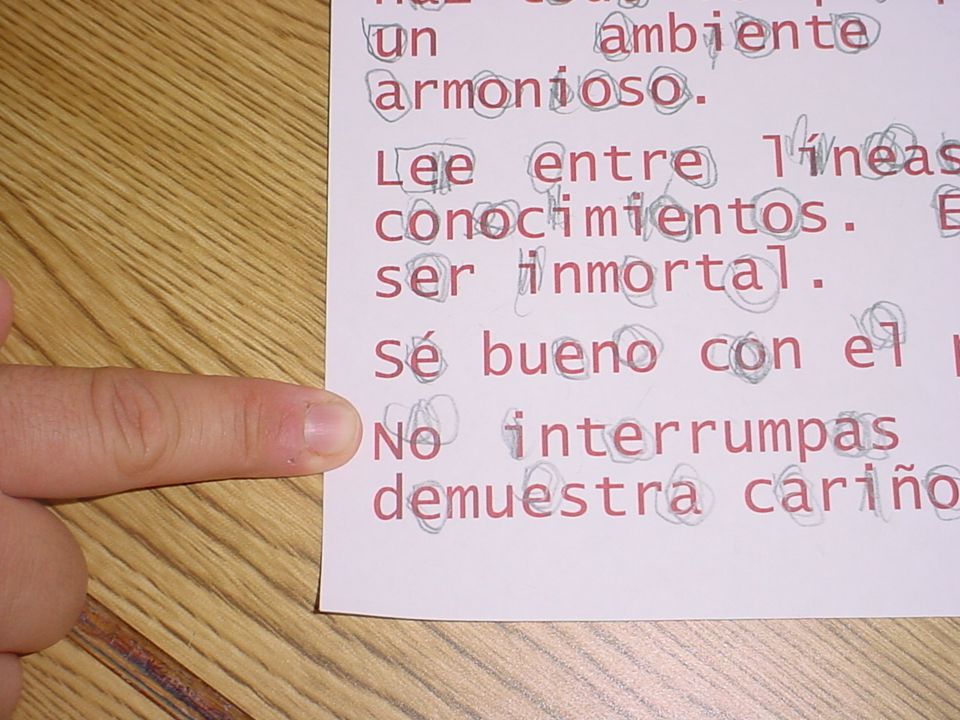 un ambiente
armonioso.
Lee entre líneas
conocimientos. E
ser inmortal.
Sé bueno con el p
No interrumpas
demuestra cariño